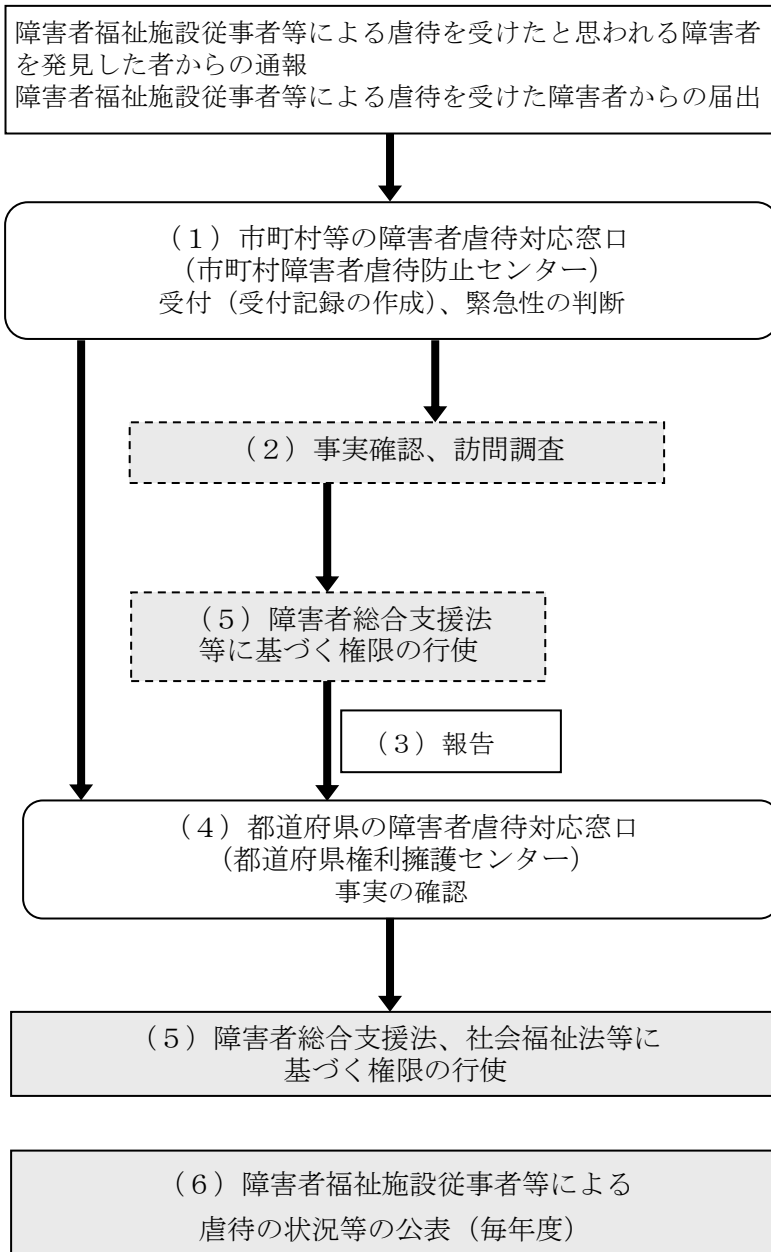 障害者福祉施設従事者等による虐待を受けたと思われる障害者
を発見した者からの通報
障害者福祉施設従事者等による虐待を受けた障害者からの届出
（１）市町村等の障害者虐待対応窓口
（市町村障害者虐待防止センター）
受付（受付記録の作成）、緊急性の判断
（２）事実確認、訪問調査
（５）障害者総合支援法
等に基づく権限の行使
（３）報告
（４）都道府県の障害者虐待対応窓口
（都道府県権利擁護センター）
事実の確認
（５）障害者総合支援法、社会福祉法等に
基づく権限の行使
（６）障害者福祉施設従事者等による
虐待の状況等の公表（毎年度）